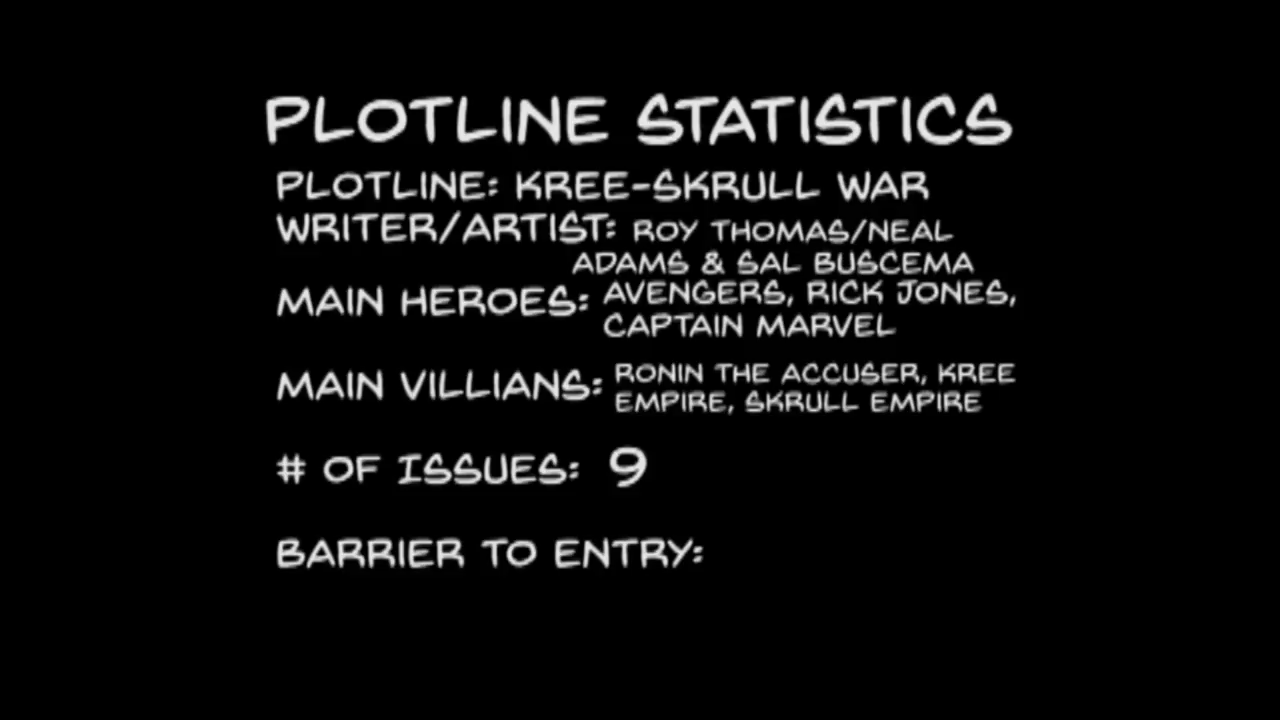 PLOTLINE STATISTICS
PLOTLINE: KREE-SKRULL WAR
WRITER/ARTIST: ROY THOMAS/NEAL
ADAMS & SAL BUSCEMA
MAIN HEROES: AVENGERS, RICK JONES,
CAPTAIN MARVEL
MAIN VILLIANS: RONIN THE ACCUSER, KREE
EMPIRE, SKRULL EMPIRE
# OF ISSUES: 9
BARRIER TO ENTRY: